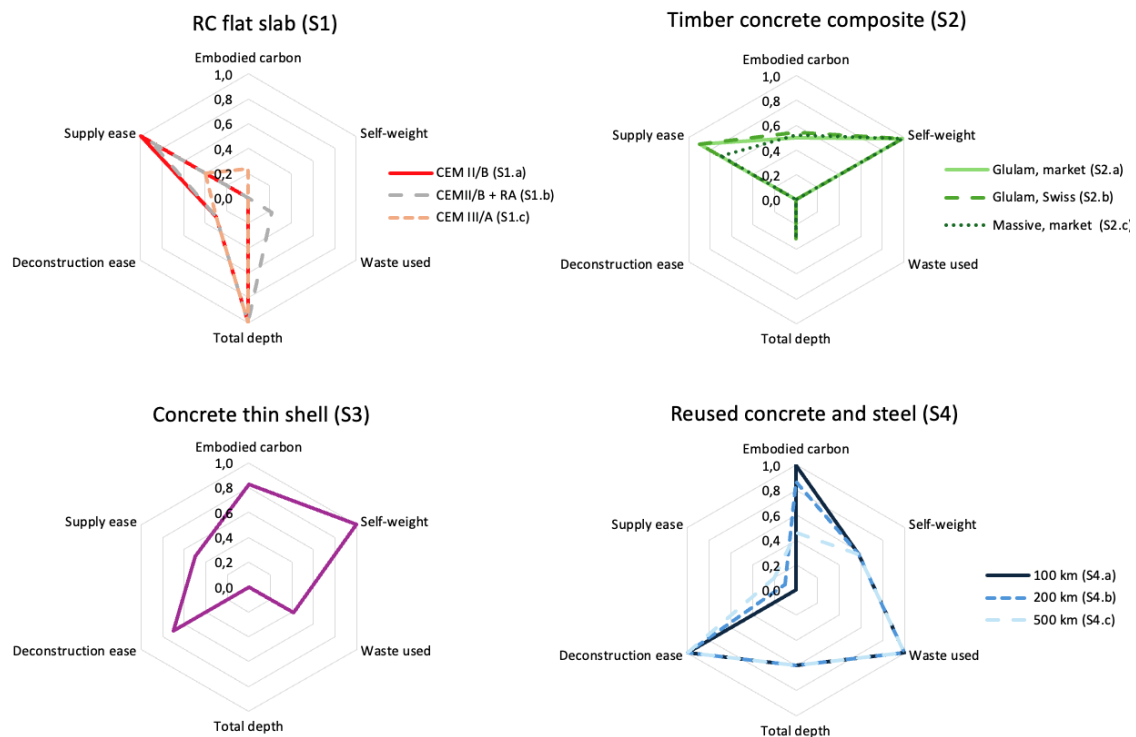 RC flat slab (S1)
Embodied carbon
1,0
0,8
0,6
0,4
0,2
0,0
Supply ease
Self-weight
Deconstruction ease
Waste used
Total depth
CEM II/B (S1.a)
CEMII/B + RA (S1.b)
CEM III/A (S1.c)
Timber concrete composite (S2)
Embodied carbon
1,0
0,8
0,6
0,4
0,2
0,0
Supply ease
Self-weight
Deconstruction ease
Waste used
Total depth
Glulam, market (S2.a)
Glulam, Swiss (S2.b)
Massive, market (S2.c)
Concrete thin shell (S3)
Embodied carbon
1,0
0,8
0,6
0,4
0,2
0,0
Supply ease
Self-weight
Deconstruction ease
Waste used
Total depth
Reused concrete and steel (S4)
Embodied carbon
1,0
0,8
0,6
0,4
0,2
0,0
Supply ease
Self-weight
Deconstruction ease
Waste used
Total depth
100 km (S4.a)
200 km (S4.b)
500 km (S4.c)